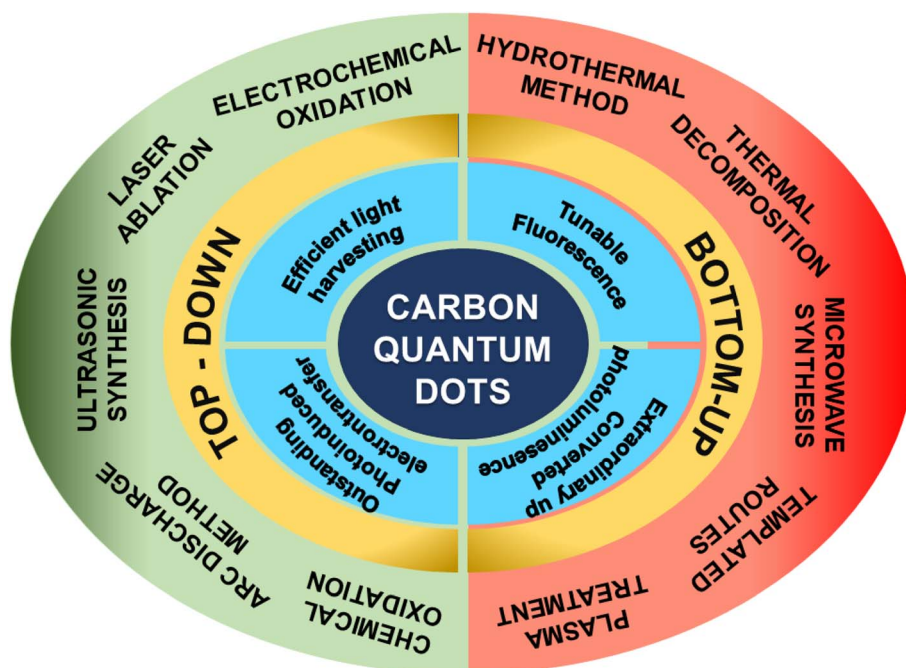 ELECTROCHEMICAL
OXIDATION
HYDROTHERMAL
METHOD
LASER
ABLATION
THERMAL
DECOMPOSITION
ULTRASONIC
SYNTHESIS
MICROWAVE
SYNTHESIS
ARC DISCHARGE
METHOD
TEMPLATED
ROUTES
CHEMICAL
OXIDATION
PLASMA
TREATMENT
TOP - DOWN
BOTTOM-UP
Efficient light
harvesting
Tunable
Fluorescence
Outstanding
Photoinduced
electrontransfer
Extraordinary up
Converted
photoluminesence
CARBON
QUANTUM
DOTS